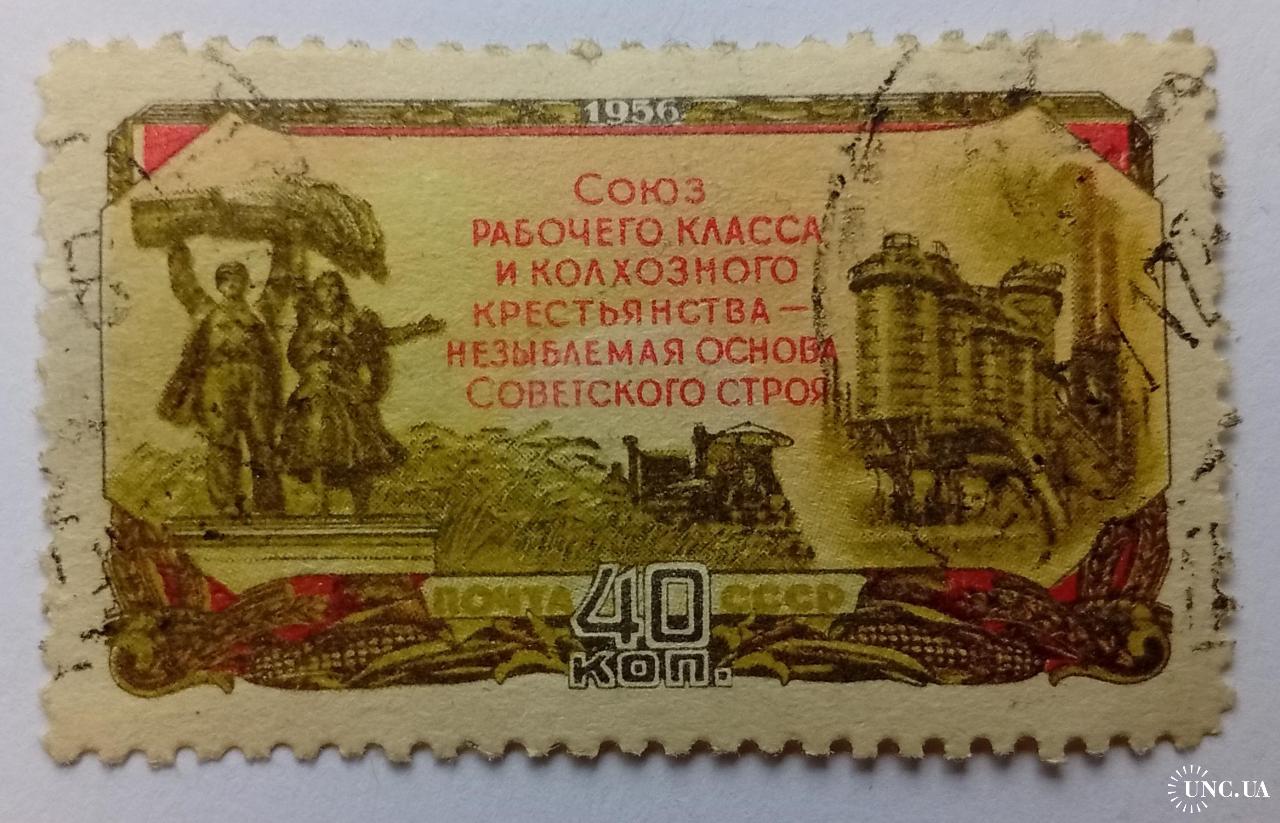 1956
Союз
рабочего класса
и колхозного
крестьянства —
незыблемая основа
Советского строя
ПОЧТА 40 СССР
КОП.
UNC.UA